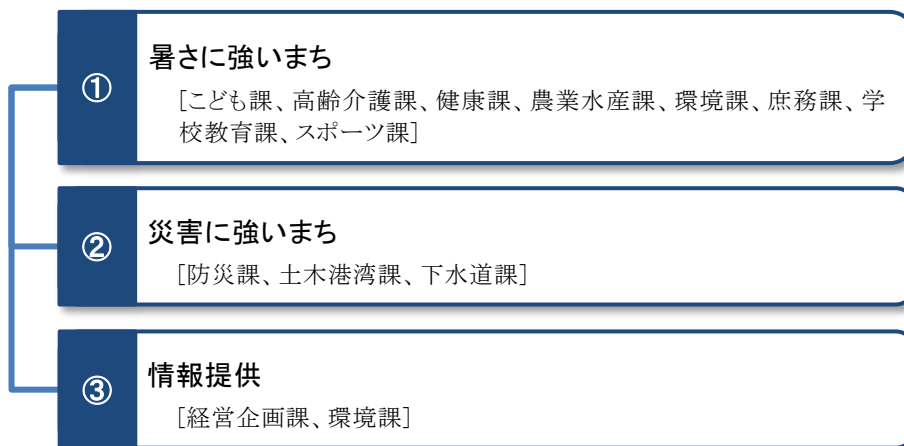 ①
暑さに強いまち
[こども課、高齢介護課、健康課、農業水産課、環境課、庶務課、学
校教育課、スポーツ課]
②
災害に強いまち
[防災課、土木港湾課、下水道課]
③
情報提供
[経営企画課、環境課]